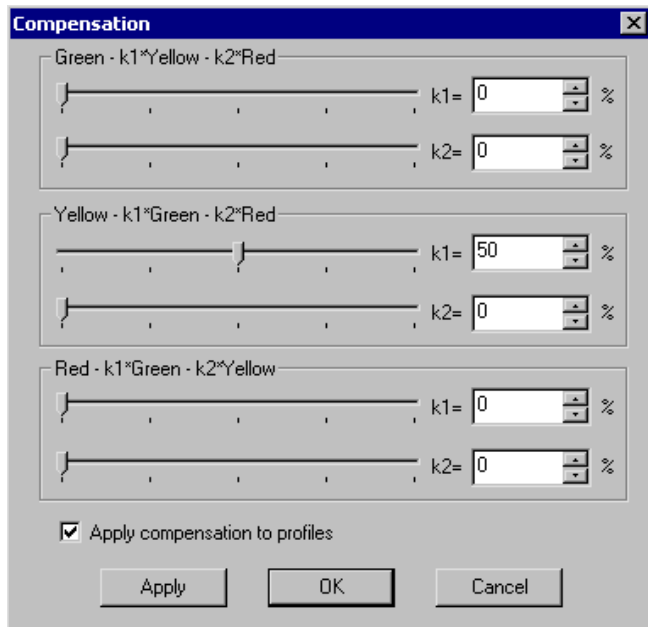 Compensation
Green - k1*Yellow - k2*Red
k1= 0 %
k2= 0 %
Yellow - k1*Green - k2*Red
k1= 50 %
k2= 0 %
Red - k1*Green - k2*Yellow
k1= 0 %
k2= 0 %
Apply compensation to profiles
Apply OK Cancel